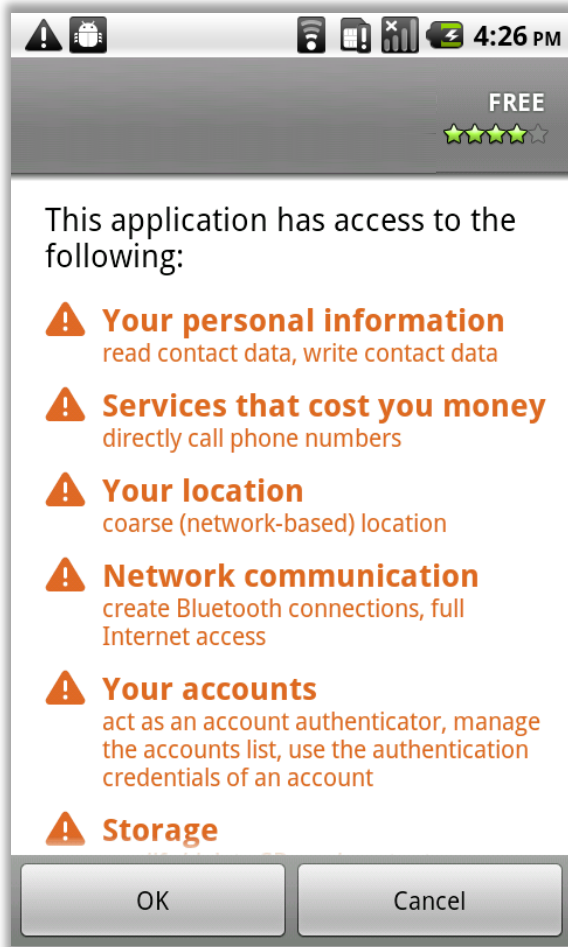 4:26 PM
FREE
This application has access to the
following:
Your personal information
read contact data, write contact data
Services that cost you money
directly call phone numbers
Your location
coarse (network-based) location
Network communication
create Bluetooth connections, full
Internet access
Your accounts
act as an account authenticator, manage
the accounts list, use the authentication
credentials of an account
Storage
OK Cancel